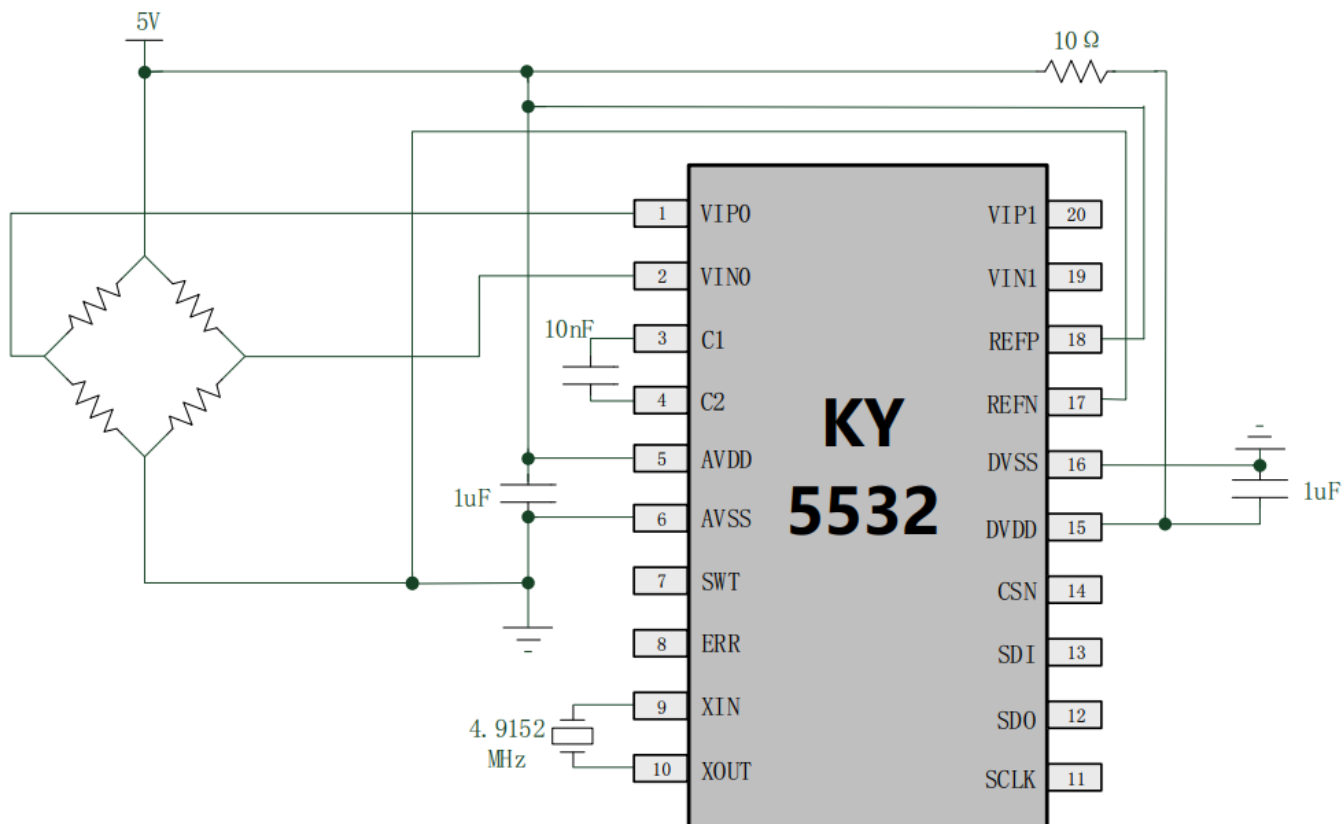 5V
10Ω
1 VIP0 VIP1 20
2 VIN0 VIN1 19
10nF
3 C1 REFP 18
4 C2 REFN 17
KY
5532
5 AVDD DVSS 16
1uF
1uF
6 AVSS DVDD 15
7 SWT CSN 14
8 ERR SDI 13
9 XIN SDO 12
4.9152
MHz
10 XOUT SCLK 11